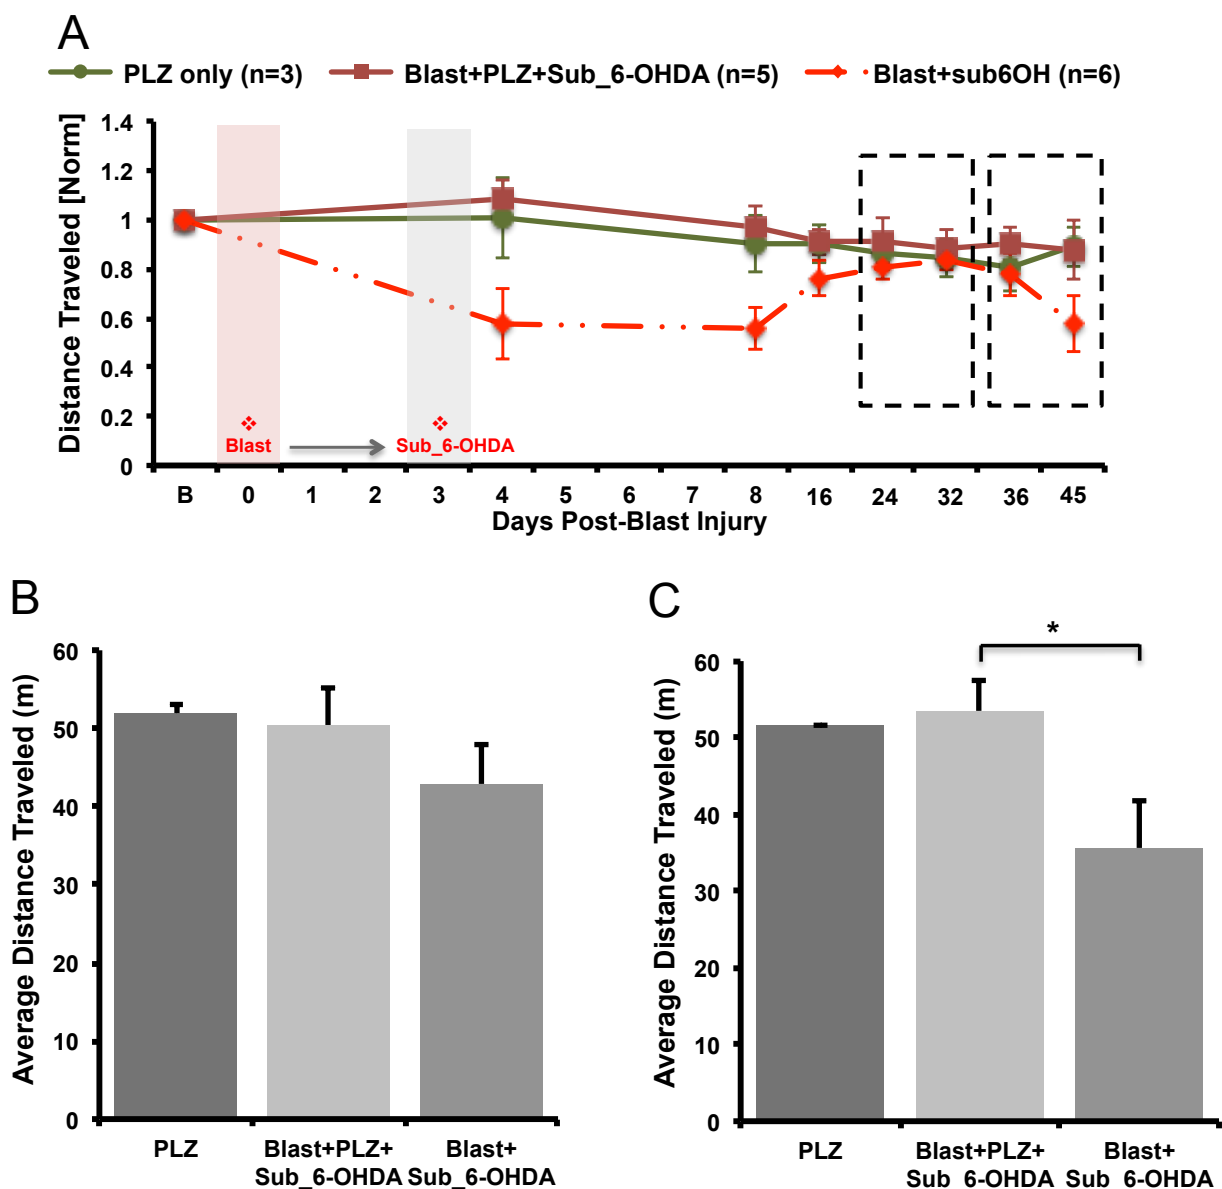 A
PLZ only (n=3) Blast+PLZ+Sub_6-OHDA (n=5) Blast+sub6OH (n=6)
Distance Traveled [Norm]
1.4
1.2
1
0.8
0.6
0.4
0.2
0
Blast Sub_6-OHDA
B 0 1 2 3 4 5 6 7 8 16 24 32 36 45
Days Post-Blast Injury
B
Average Distance Traveled (m)
60
50
40
30
20
10
0
PLZ Blast+PLZ+ Blast+
Sub_6-OHDA Sub_6-OHDA
C
*
Average Distance Traveled (m)
60
50
40
30
20
10
0
PLZ Blast+PLZ+ Blast+
Sub_6-OHDA Sub_6-OHDA